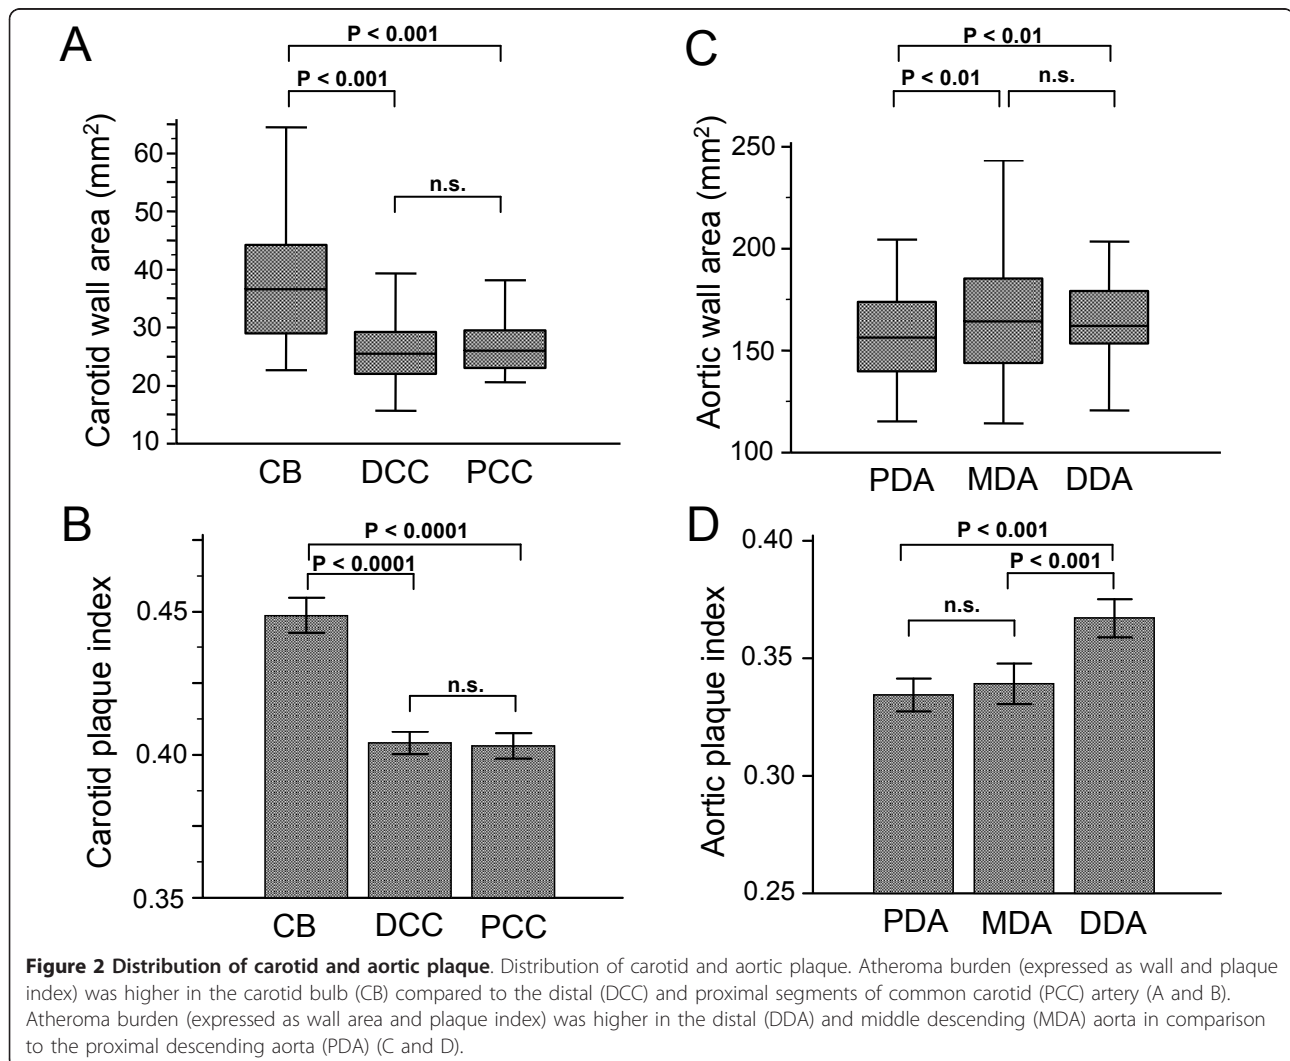 A
P < 0.001
P < 0.001
n.s.
Carotid wall area (mm²)
60
50
40
30
20
10
CB DCC PCC
C
P < 0.01
P < 0.01 n.s.
Aortic wall area (mm²)
250
200
150
100
PDA MDA DDA
B
P < 0.0001
P < 0.0001
n.s.
Carotid plaque index
0.45
0.40
0.35
CB DCC PCC
D
P < 0.001
P < 0.001
n.s.
Aortic plaque index
0.40
0.35
0.30
0.25
PDA MDA DDA
Figure 2 Distribution of carotid and aortic plaque. Distribution of carotid and aortic plaque. Atheroma burden (expressed as wall and plaque
index) was higher in the carotid bulb (CB) compared to the distal (DCC) and proximal segments of common carotid (PCC) artery (A and B).
Atheroma burden (expressed as wall area and plaque index) was higher in the distal (DDA) and middle descending (MDA) aorta in comparison
to the proximal descending aorta (PDA) (C and D).